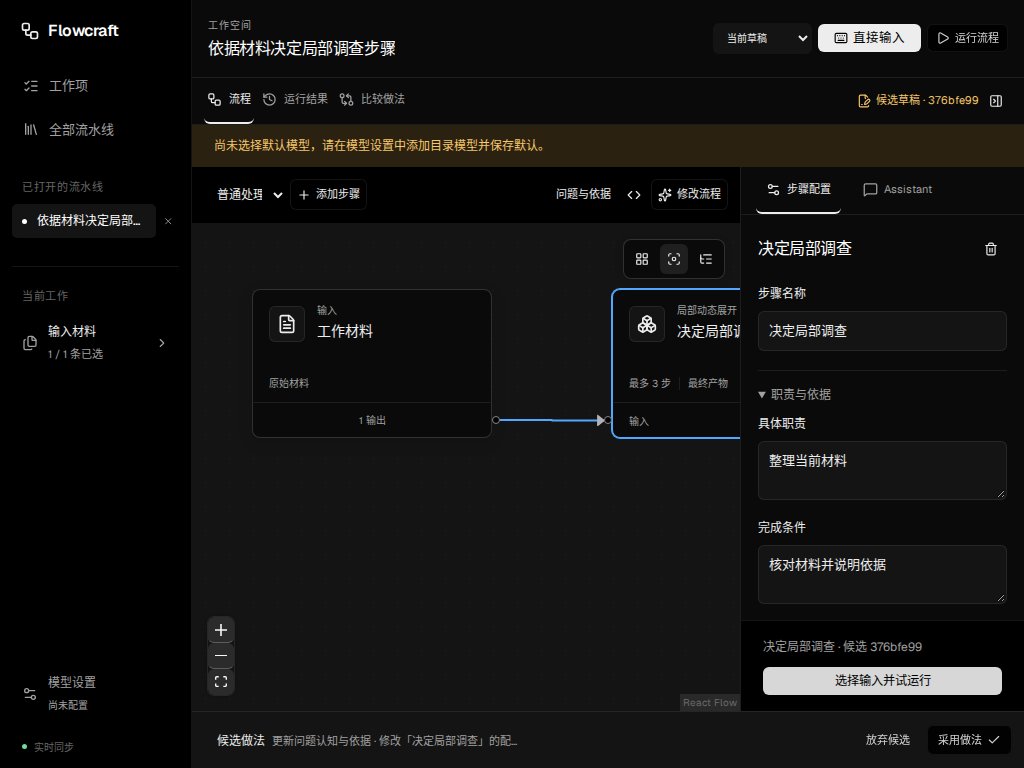 Flowcraft
工作项
全部流水线
已打开的流水线
依据材料决定局部...
当前工作
输入材料
1 / 1 条已选
模型设置
尚未配置
实时同步
工作空间
依据材料决定局部调查步骤
当前草稿
直接输入
运行流程
流程
运行结果
比较做法
候选草稿 · 376bfe99
尚未选择默认模型，请在模型设置中添加目录模型并保存默认。
普通处理
添加步骤
问题与依据
修改流程
输入
工作材料
原始材料
1 输出
局部动态展开
决定局部调
最多 3 步
最终产物
输入
React Flow
步骤配置
Assistant
决定局部调查
步骤名称
决定局部调查
职责与依据
具体职责
整理当前材料
完成条件
核对材料并说明依据
决定局部调查 · 候选 376bfe99
选择输入并试运行
候选做法
更新问题认知与依据 · 修改「决定局部调查」的配...
放弃候选
采用做法